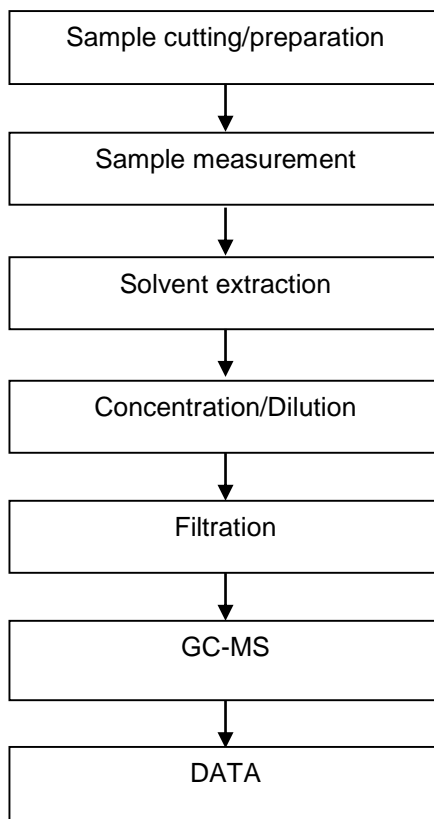 Sample cutting/preparation
Sample measurement
Solvent extraction
Concentration/Dilution
Filtration
GC-MS
DATA